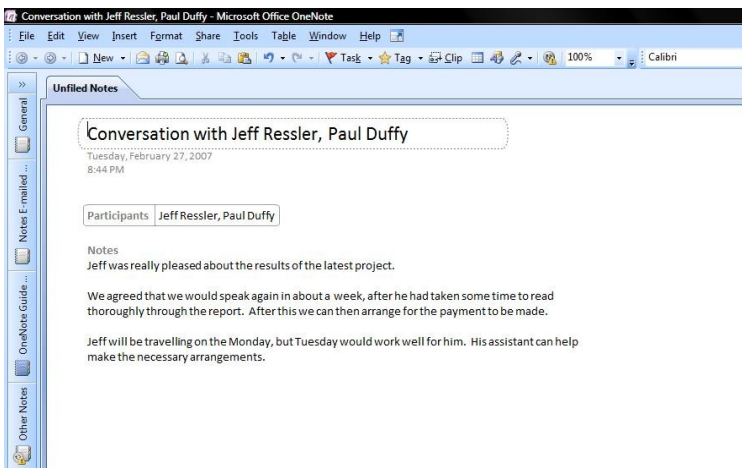 Conversation with Jeff Ressler, Paul Duffy - Microsoft Office OneNote
File Edit View Insert Format Share Tools Table Window Help
New Task Tag Clip 100% Calibri
»
Unfiled Notes
General
Notes E-mailed ...
OneNote Guide ...
Other Notes
Conversation with Jeff Ressler, Paul Duffy
Tuesday, February 27, 2007
8:44 PM
Participants Jeff Ressler, Paul Duffy
Notes
Jeff was really pleased about the results of the latest project.
We agreed that we would speak again in about a week, after he had taken some time to read
thoroughly through the report. After this we can then arrange for the payment to be made.
Jeff will be travelling on the Monday, but Tuesday would work well for him. His assistant can help
make the necessary arrangements.